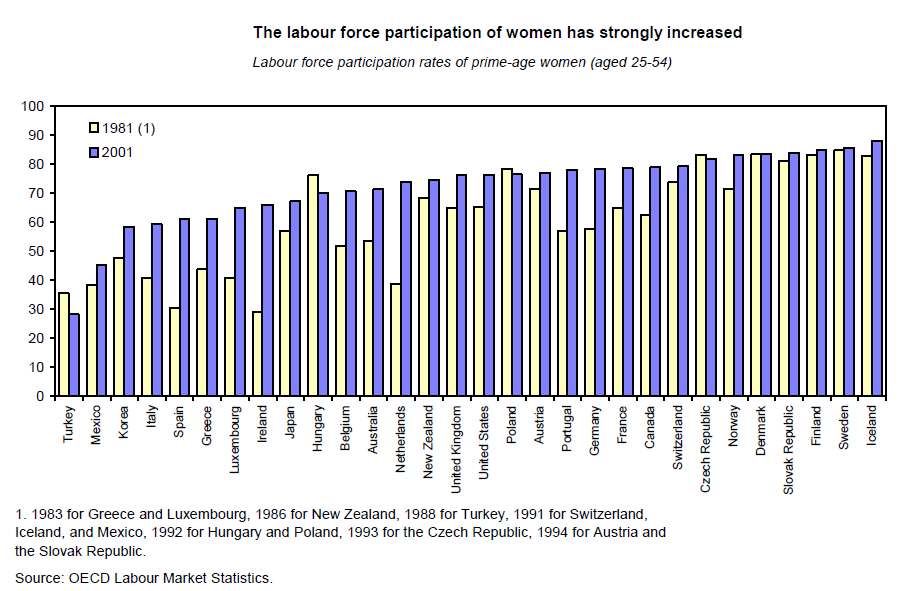 The labour force participation of women has strongly increased
Labour force participation rates of prime-age women (aged 25-54)
100
90
80
70
60
50
40
30
20
10
0
1981 (1)
2001
Turkey
Mexico
Korea
Italy
Spain
Greece
Luxembourg
Ireland
Japan
Hungary
Belgium
Australia
Netherlands
New Zealand
United Kingdom
United States
Poland
Austria
Portugal
Germany
France
Canada
Switzerland
Czech Republic
Norway
Denmark
Slovak Republic
Finland
Sweden
Iceland
1. 1983 for Greece and Luxembourg, 1986 for New Zealand, 1988 for Turkey, 1991 for Switzerland,
Iceland, and Mexico, 1992 for Hungary and Poland, 1993 for the Czech Republic, 1994 for Austria and
the Slovak Republic.
Source: OECD Labour Market Statistics.